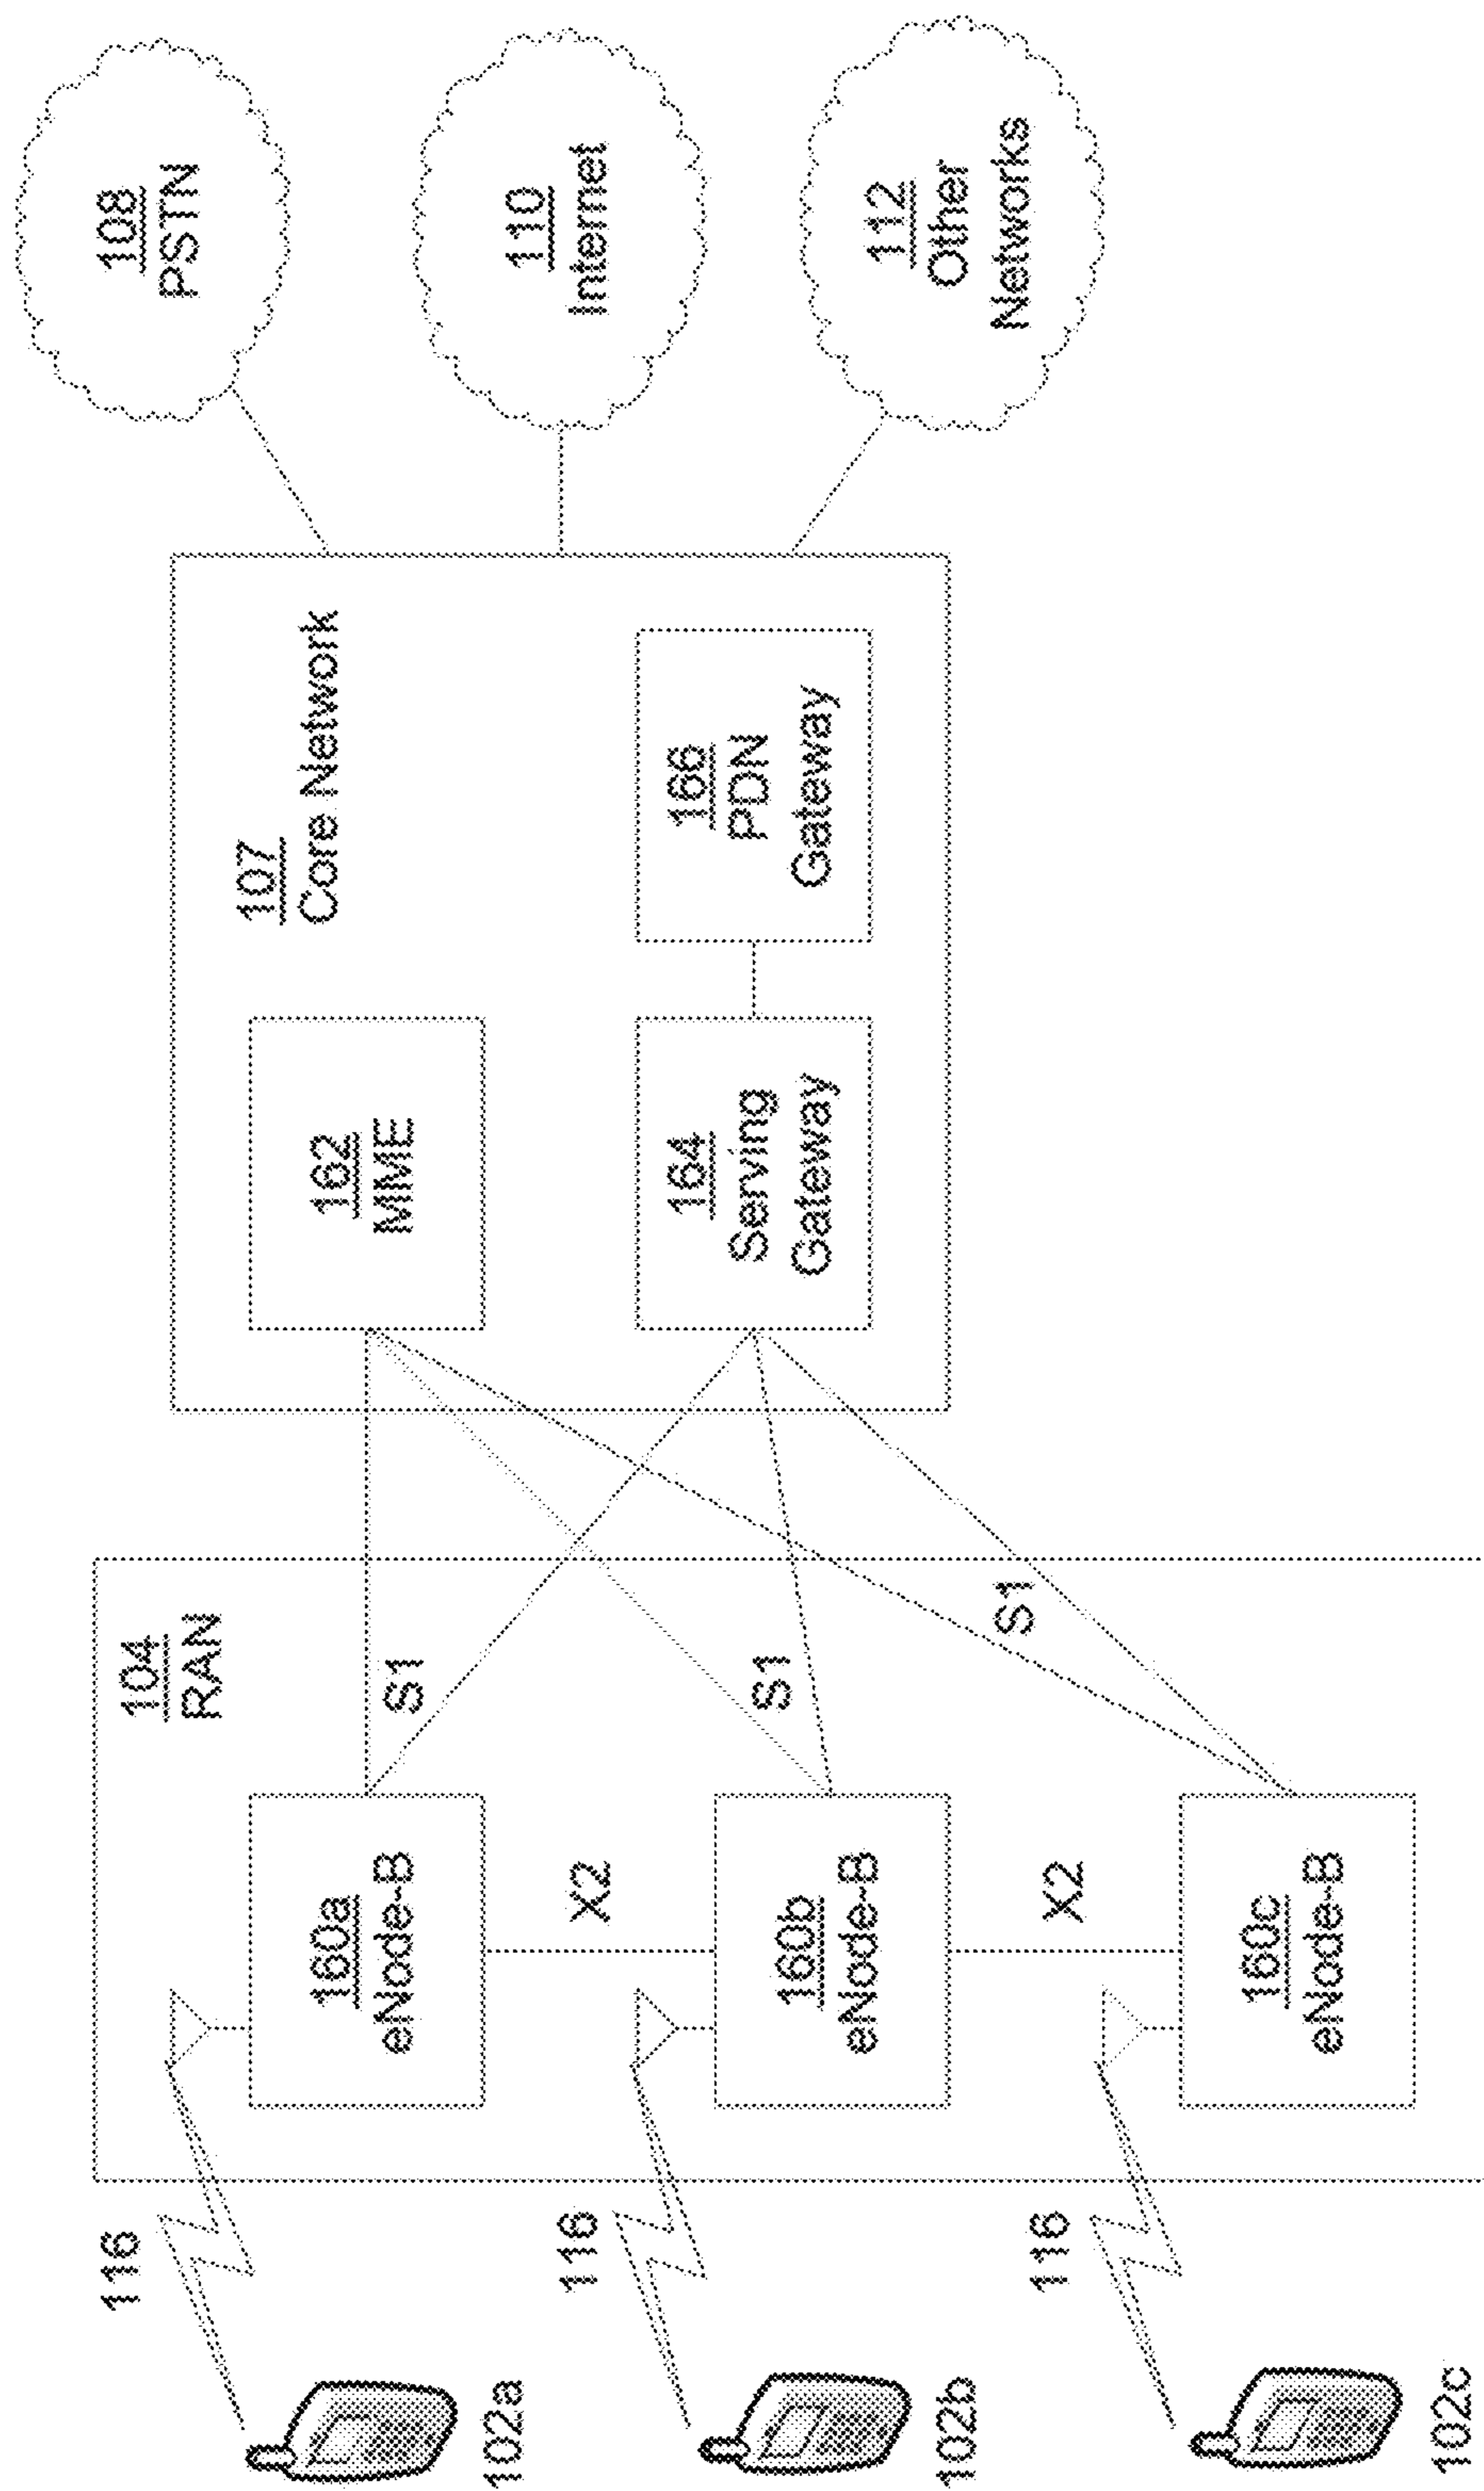 116
102a
116
102b
116
102c
104
RAN
160a
eNode-B
X2
160b
eNode-B
X2
160c
eNode-B
S1
S1
S1
107
Core Network
162
MME
164
Serving
Gateway
166
PDN
Gateway
108
PSTN
110
Internet
112
Other
Networks